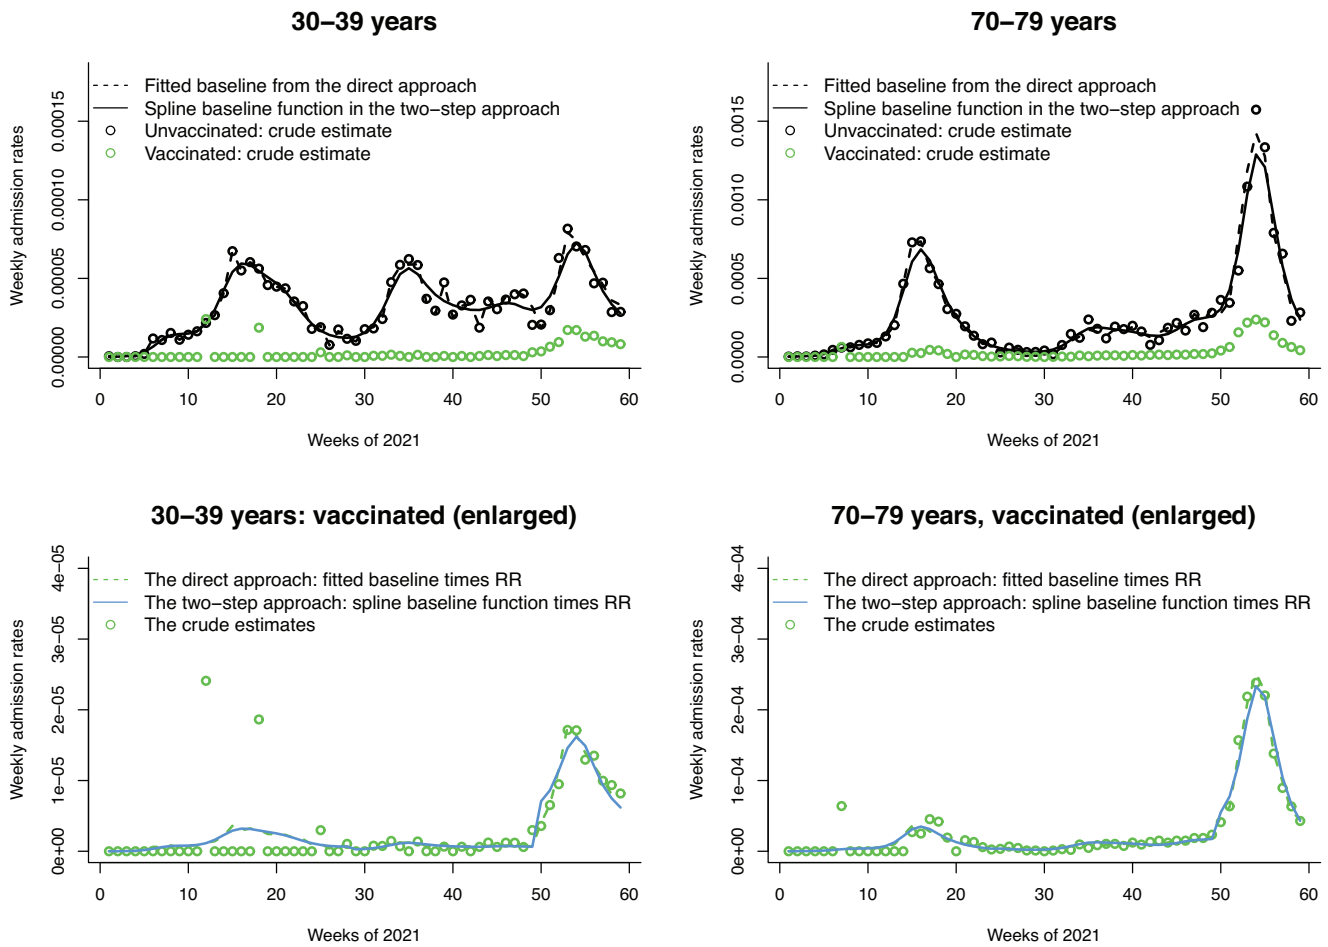 30–39 years
Fitted baseline from the direct approach
Spline baseline function in the two−step approach
Unvaccinated: crude estimate
Vaccinated: crude estimate
Weekly admission rates
0.00000
0.00005
0.00010
0.00015
0 10 20 30 40 50 60
Weeks of 2021
70–79 years
Fitted baseline from the direct approach
Spline baseline function in the two−step approach
Unvaccinated: crude estimate
Vaccinated: crude estimate
Weekly admission rates
0.0000
0.0005
0.0010
0.0015
0 10 20 30 40 50 60
Weeks of 2021
30–39 years: vaccinated (enlarged)
The direct approach: fitted baseline times RR
The two−step approach: spline baseline function times RR
The crude estimates
Weekly admission rates
0e+00
1e−05
2e−05
3e−05
4e−05
0 10 20 30 40 50 60
Weeks of 2021
70–79 years, vaccinated (enlarged)
The direct approach: fitted baseline times RR
The two−step approach: spline baseline function times RR
The crude estimates
Weekly admission rates
0e+00
1e−04
2e−04
3e−04
4e−04
0 10 20 30 40 50 60
Weeks of 2021